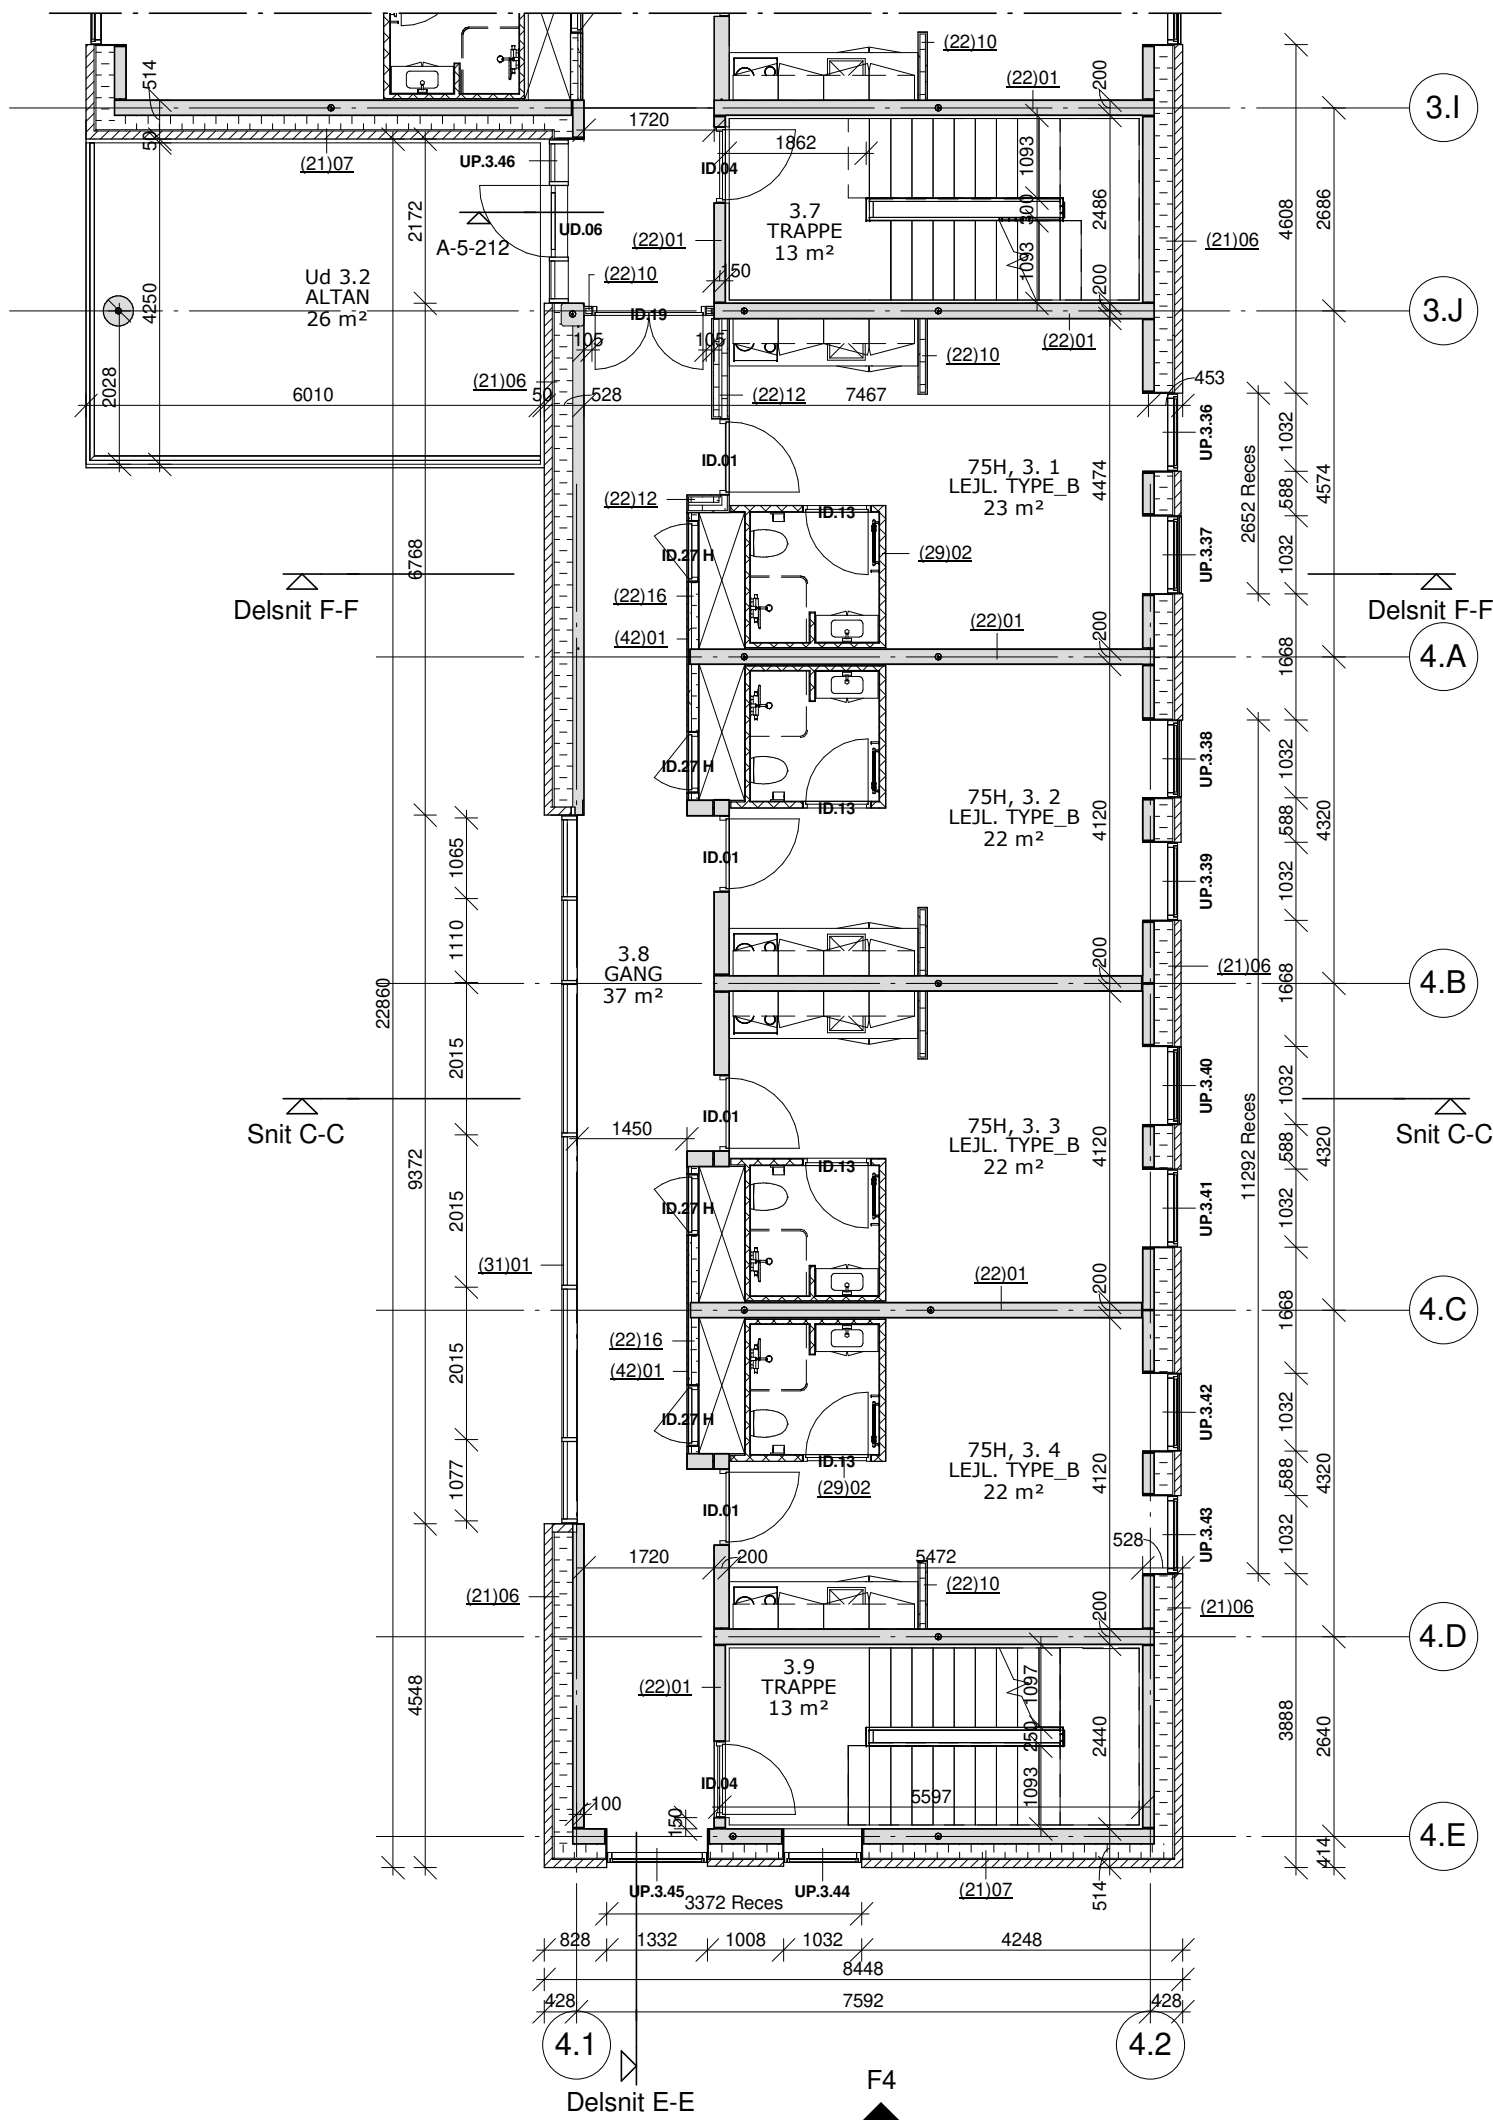 (22)10
(22)01
200
514
3.I
1720
1862
50
(21)07
UP.3.46
ID.04
1093
300
2486
4608
2686
3.7
TRAPPE
13 m²
2172
A-5-212
UD.06
(22)01
(21)06
(22)10
150
1093
200
Ud 3.2
ALTAN
26 m²
4250
ID.19
3.J
105
105
(22)01
(22)10
2028
(21)06
6010
50
528
(22)12
7467
453
1032
UP.3.36
ID.01
75H, 3. 1
LEJL. TYPE_B
23 m²
4474
2652 Reces
588
4574
(22)12
ID.13
ID.27 H
(29)02
UP.3.37
1032
6768
Delsnit F-F
Delsnit F-F
(22)16
(42)01
(22)01
200
1668
4.A
ID.27 H
ID.13
UP.3.38
1032
75H, 3. 2
LEJL. TYPE_B
22 m²
4120
588
4320
1065
ID.01
UP.3.39
1032
1110
3.8
GANG
37 m²
200
(21)06
1668
4.B
22860
2015
UP.3.40
1032
11292 Reces
Snit C-C
Snit C-C
1450
ID.01
75H, 3. 3
LEJL. TYPE_B
22 m²
4120
588
4320
9372
ID.13
ID.27 H
2015
UP.3.41
1032
(31)01
(22)01
200
1668
4.C
(22)16
(42)01
2015
ID.27 H
UP.3.42
1032
75H, 3. 4
LEJL. TYPE_B
22 m²
4120
588
4320
1077
ID.13
(29)02
ID.01
UP.3.43
1032
528
1720
200
5472
(21)06
(22)10
(21)06
200
4.D
4548
(22)01
3.9
TRAPPE
13 m²
1097
250
1093
2440
3888
2640
ID.04
5597
100
150
4.E
414
UP.3.45
UP.3.44
(21)07
514
3372 Reces
828
1332
1008
1032
4248
8448
428
7592
428
4.1
4.2
Delsnit E-E
F4